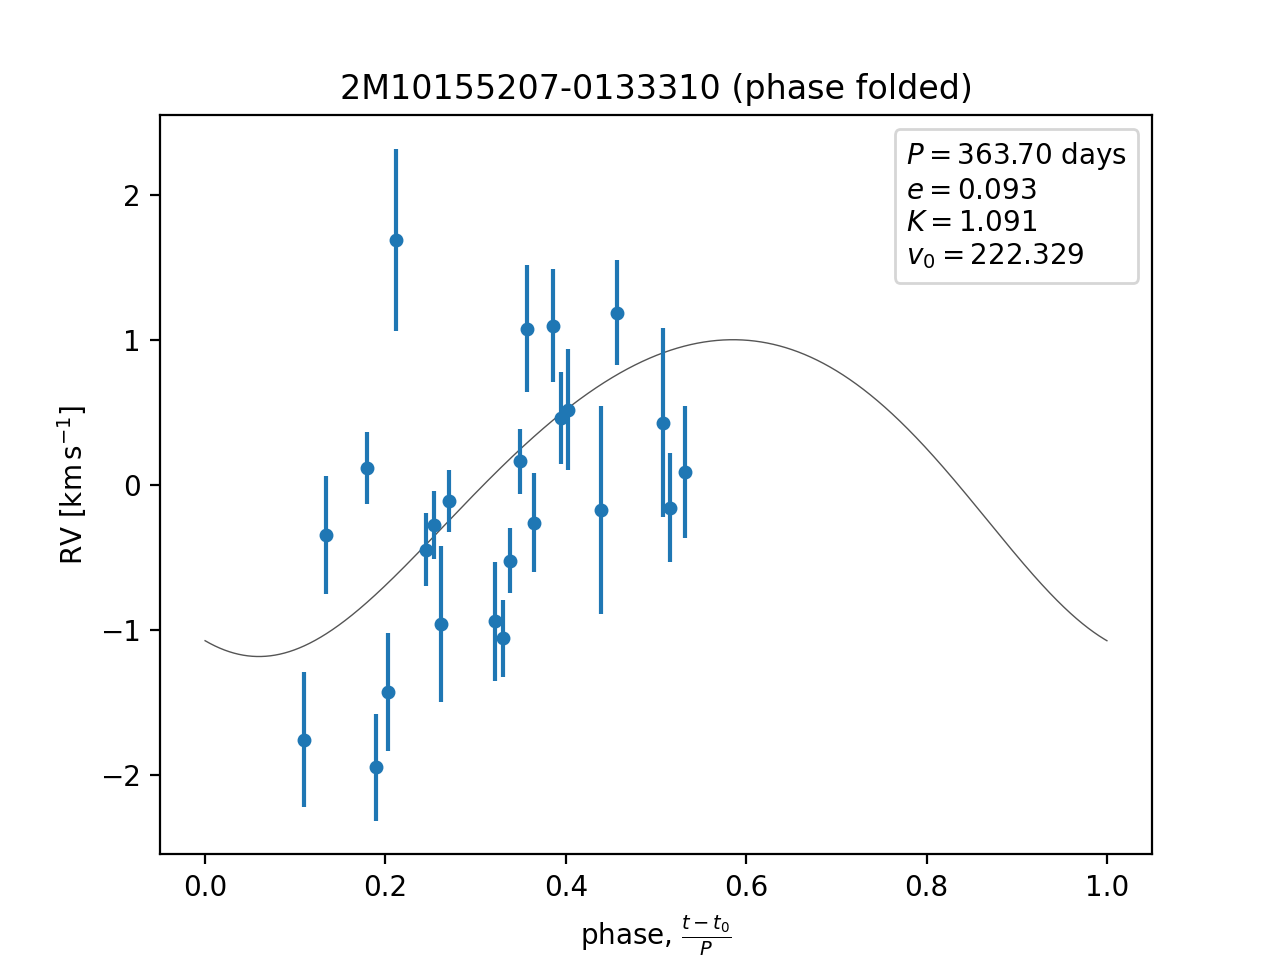 2M10155207-0133310 (phase folded)
P = 363.70 days
e = 0.093
K = 1.091
v₀ = 222.329
2
1
0
−1
−2
RV [km s⁻¹]
0.0 0.2 0.4 0.6 0.8 1.0
phase, (t − t₀)/P